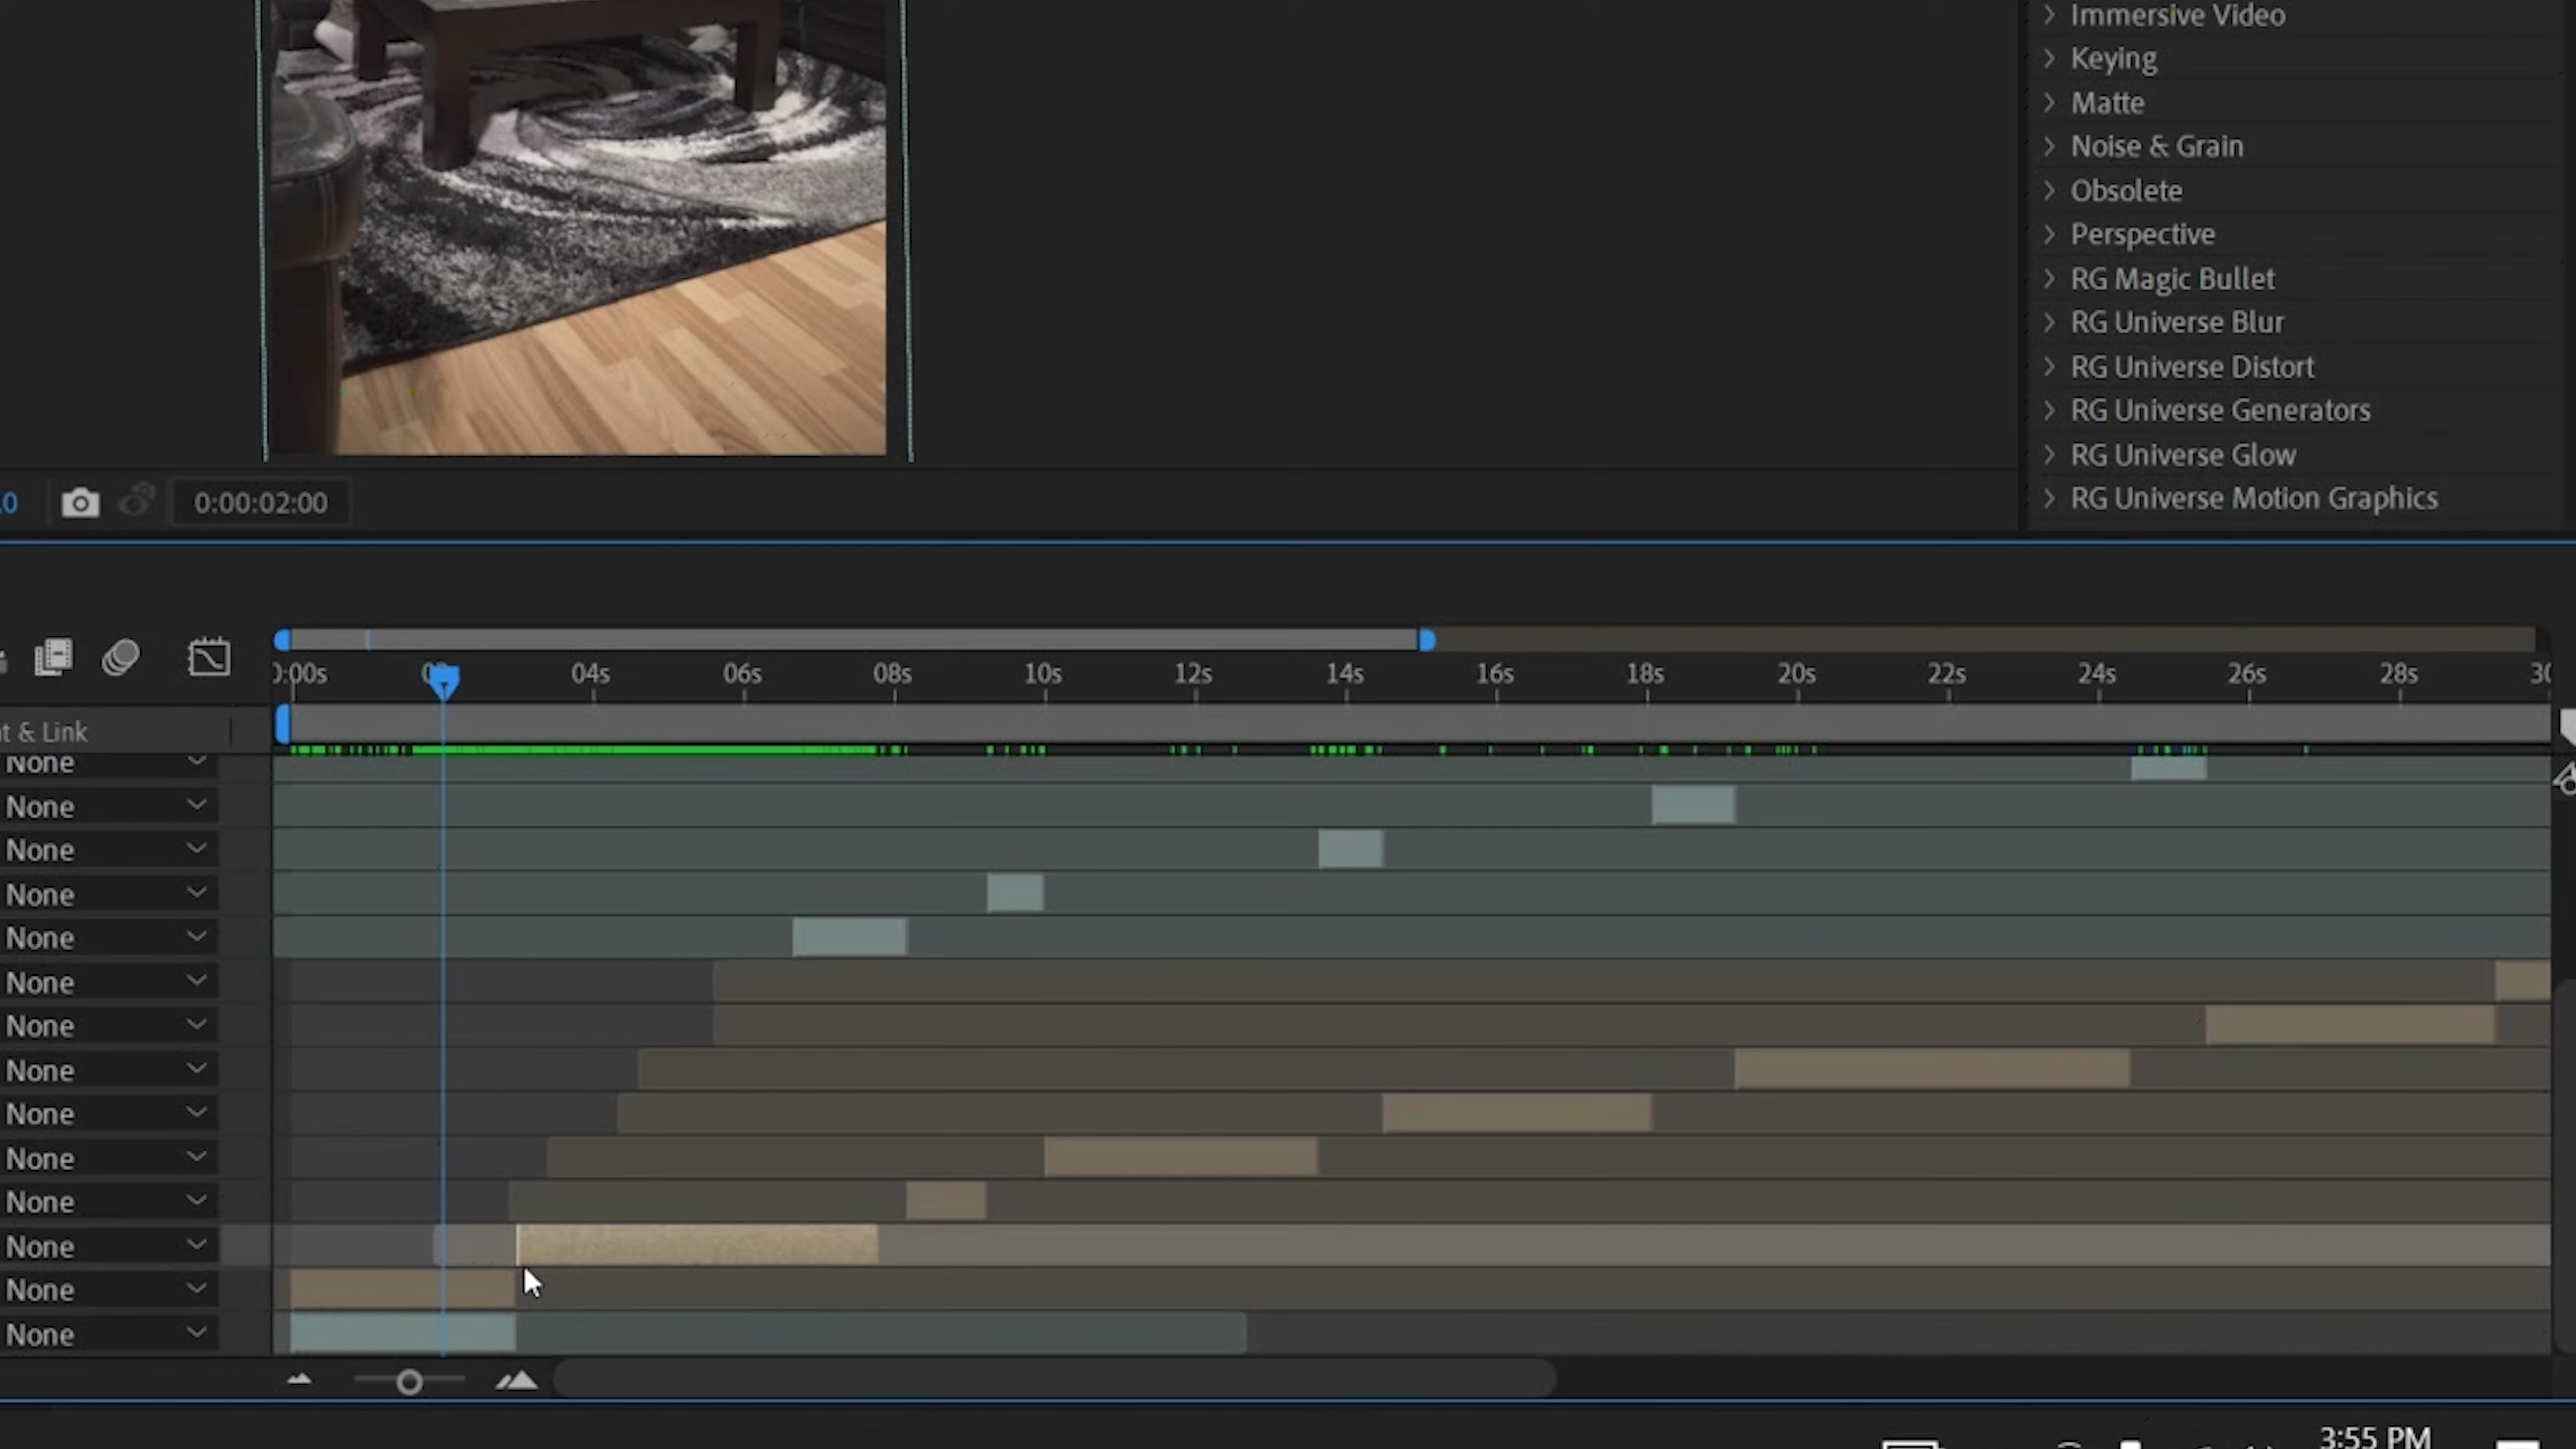 Immersive Video
Keying
Matte
Noise & Grain
Obsolete
Perspective
RG Magic Bullet
RG Universe Blur
RG Universe Distort
RG Universe Generators
RG Universe Glow
RG Universe Motion Graphics
.0
0:00:02:00
0:00s 04s 06s 08s 10s 12s 14s 16s 18s 20s 22s 24s 26s 28s 30
t & Link
None
None
None
None
None
None
None
None
None
None
None
None
None
None
3:55 PM